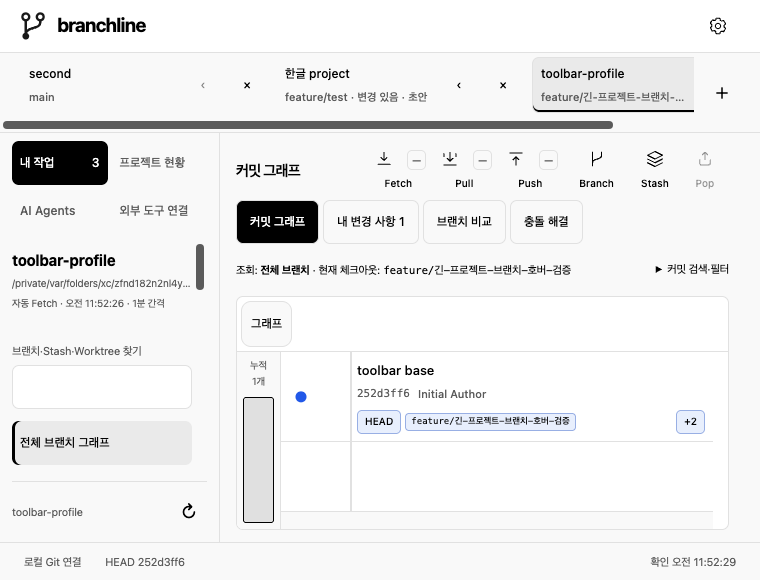 branchline
second
main
한글 project
feature/test · 변경 있음 · 초안
toolbar-profile
feature/긴-프로젝트-브랜치-...
내 작업 3
프로젝트 현황
AI Agents
외부 도구 연결
toolbar-profile
/private/var/folders/xc/zfnd182n2nl4y...
자동 Fetch · 오전 11:52:26 · 1분 간격
브랜치·Stash·Worktree 찾기
전체 브랜치 그래프
toolbar-profile
커밋 그래프
Fetch
Pull
Push
Branch
Stash
Pop
커밋 그래프
내 변경 사항 1
브랜치 비교
충돌 해결
조회: 전체 브랜치 · 현재 체크아웃: feature/긴-프로젝트-브랜치-호버-검증
커밋 검색·필터
그래프
누적
1개
toolbar base
252d3ff6 Initial Author
HEAD
feature/긴-프로젝트-브랜치-호버-검증
+2
로컬 Git 연결
HEAD 252d3ff6
확인 오전 11:52:29